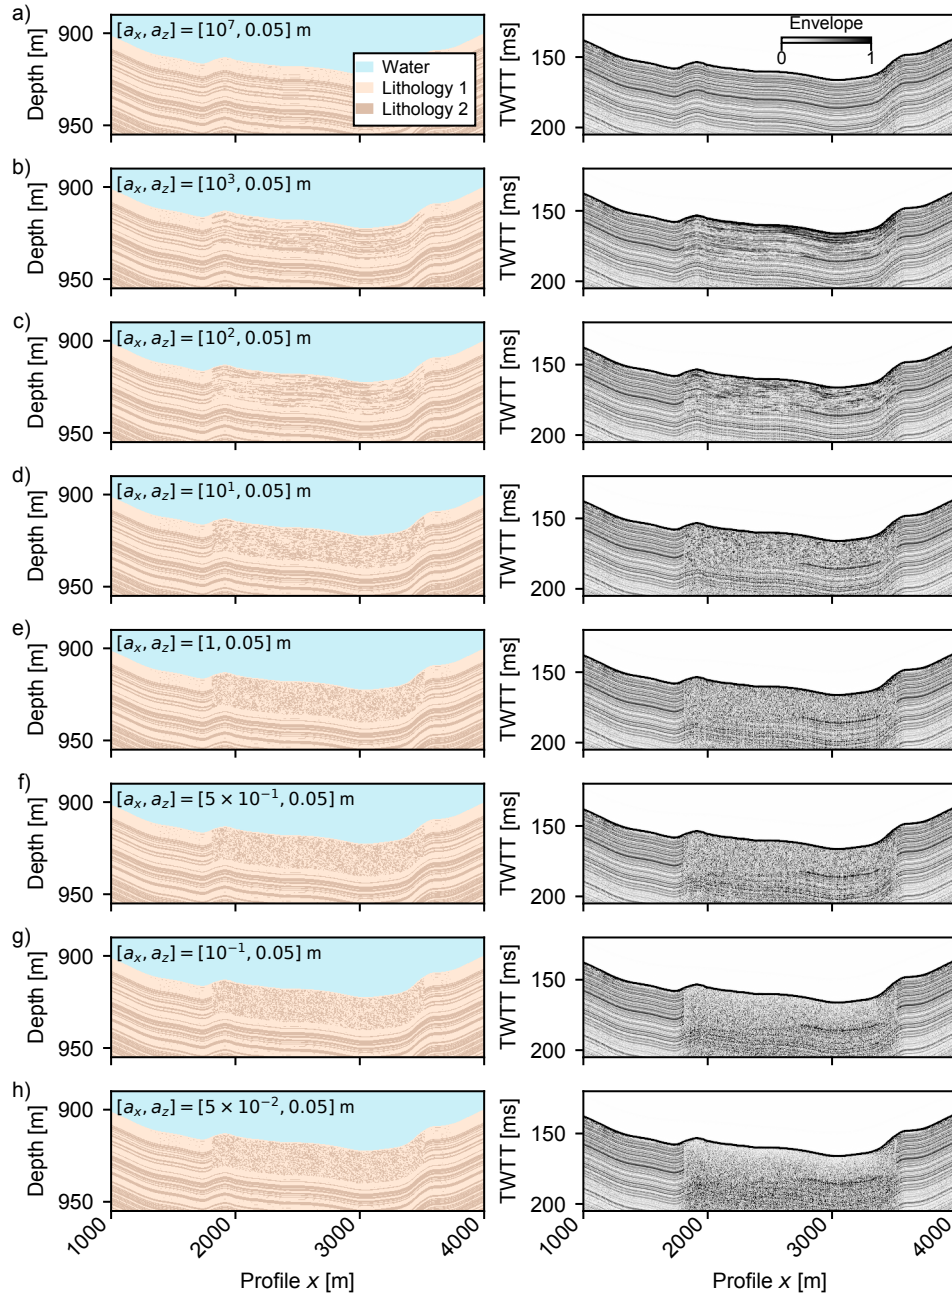 a)
Depth [m]
900
950
[a_x, a_z] = [10^7, 0.05] m
Water
Lithology 1
Lithology 2
TWTT [ms]
150
200
Envelope
0 1
b)
Depth [m]
900
950
[a_x, a_z] = [10^3, 0.05] m
TWTT [ms]
150
200
c)
Depth [m]
900
950
[a_x, a_z] = [10^2, 0.05] m
TWTT [ms]
150
200
d)
Depth [m]
900
950
[a_x, a_z] = [10^1, 0.05] m
TWTT [ms]
150
200
e)
Depth [m]
900
950
[a_x, a_z] = [1, 0.05] m
TWTT [ms]
150
200
f)
Depth [m]
900
950
[a_x, a_z] = [5 × 10^−1, 0.05] m
TWTT [ms]
150
200
g)
Depth [m]
900
950
[a_x, a_z] = [10^−1, 0.05] m
TWTT [ms]
150
200
h)
Depth [m]
900
950
[a_x, a_z] = [5 × 10^−2, 0.05] m
TWTT [ms]
150
200
1000 2000 3000 4000
Profile x [m]
1000 2000 3000 4000
Profile x [m]